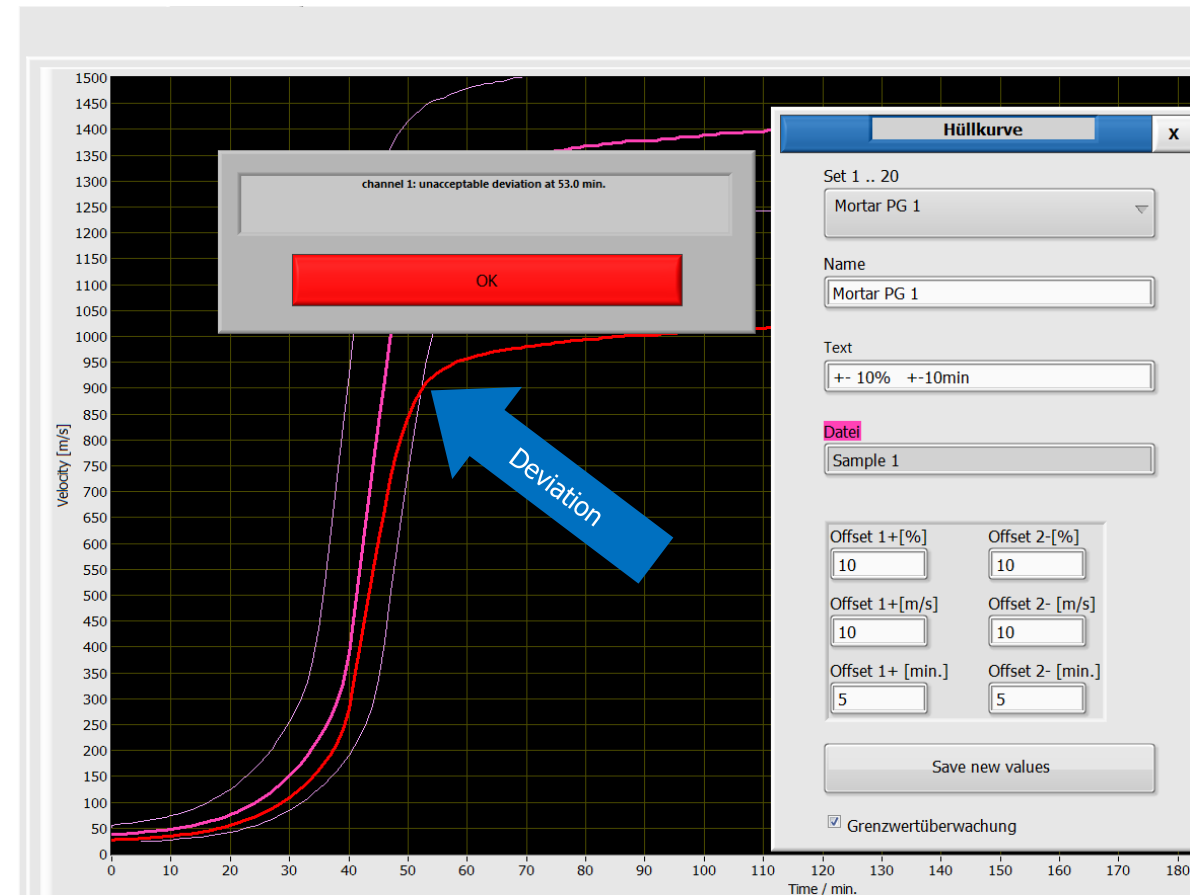 channel 1: unacceptable deviation at 53.0 min.
OK
Deviation
Velocity [m/s]
1500
1450
1400
1350
1300
1250
1200
1150
1100
1050
1000
950
900
850
800
750
700
650
600
550
500
450
400
350
300
250
200
150
100
50
0
0 10 20 30 40 50 60 70 80 90 100 110 120 130 140 150 160 170 180
Time / min.
Hüllkurve
X
Set 1 .. 20
Mortar PG 1
Name
Mortar PG 1
Text
+- 10% +-10min
Datei
Sample 1
Offset 1+[%] Offset 2-[%]
10 10
Offset 1+[m/s] Offset 2- [m/s]
10 10
Offset 1+ [min.] Offset 2- [min.]
5 5
Save new values
Grenzwertüberwachung